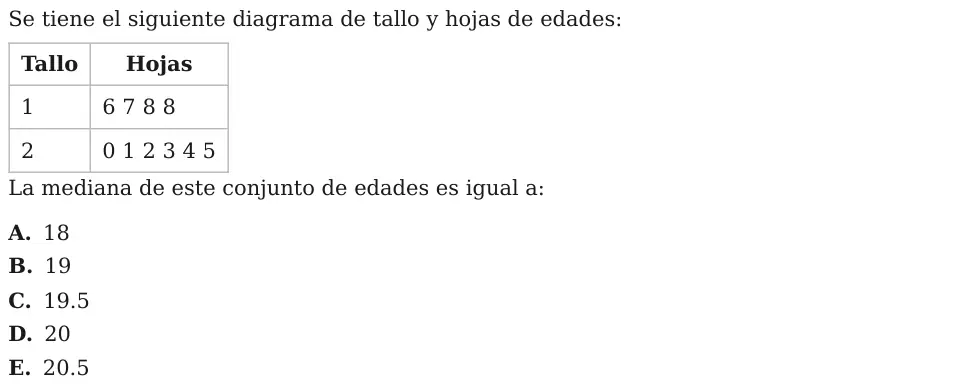 Se tiene el siguiente diagrama de tallo y hojas de edades:
Tallo Hojas
1 6 7 8 8
2 0 1 2 3 4 5
La mediana de este conjunto de edades es igual a:
A. 18
B. 19
C. 19.5
D. 20
E. 20.5